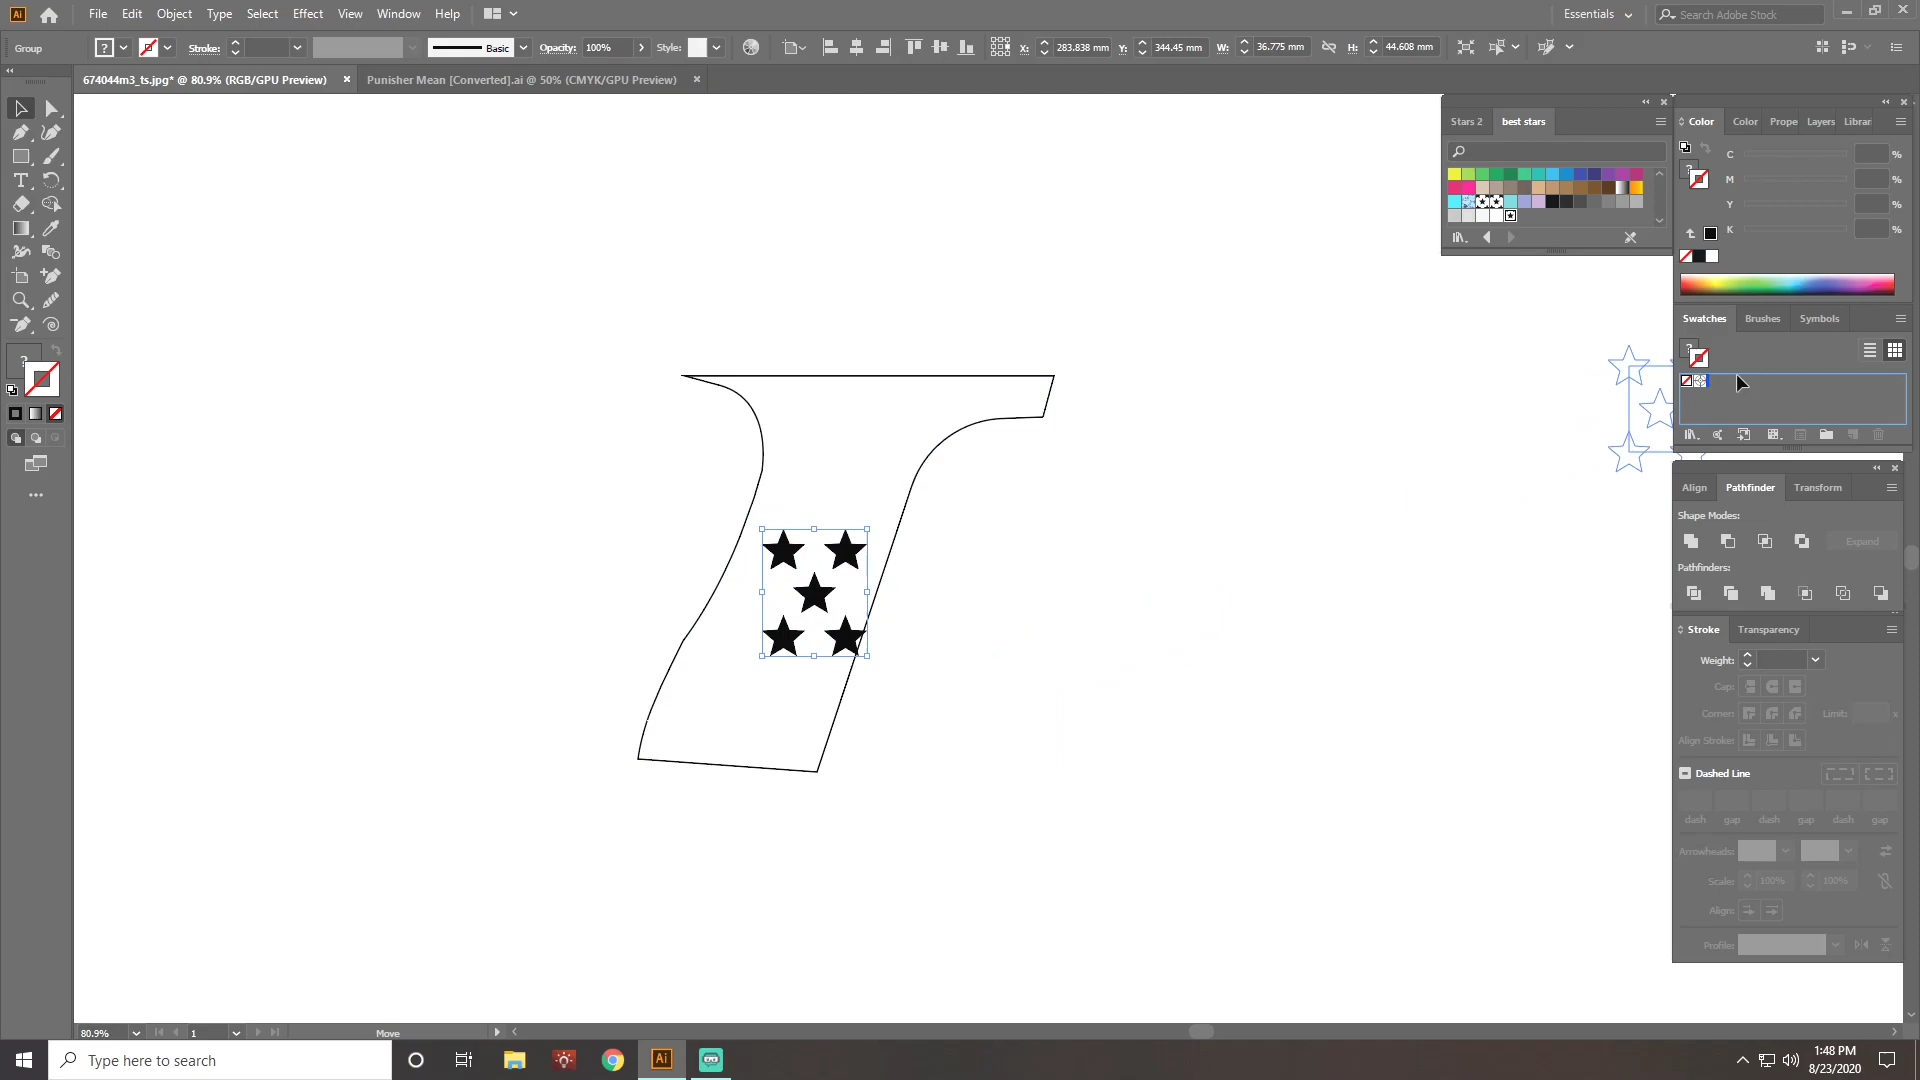 Ai File Edit Object Type Select Effect View Window Help Essentials Search Adobe Stock
Group ? Stroke: Basic Opacity: 100% Style: X: 283.838 mm Y: 344.45 mm W: 36.775 mm H: 44.608 mm
674044m3_ts.jpg* @ 80.9% (RGB/GPU Preview) × Punisher Mean [Converted].ai @ 50% (CMYK/GPU Preview) ×
Stars 2 best stars
Color Color Prope Layers Librar
C %
M %
Y %
K %
Swatches Brushes Symbols
Align Pathfinder Transform
Shape Modes:
Expand
Pathfinders:
Stroke Transparency
Weight:
Cap:
Corner: Limit: x
Align Stroke:
Dashed Line
dash gap dash gap dash gap
Arrowheads:
Scale: 100% 100%
Align:
Profile:
80.9% 1 Move
Type here to search
Ai
1:48 PM
8/23/2020